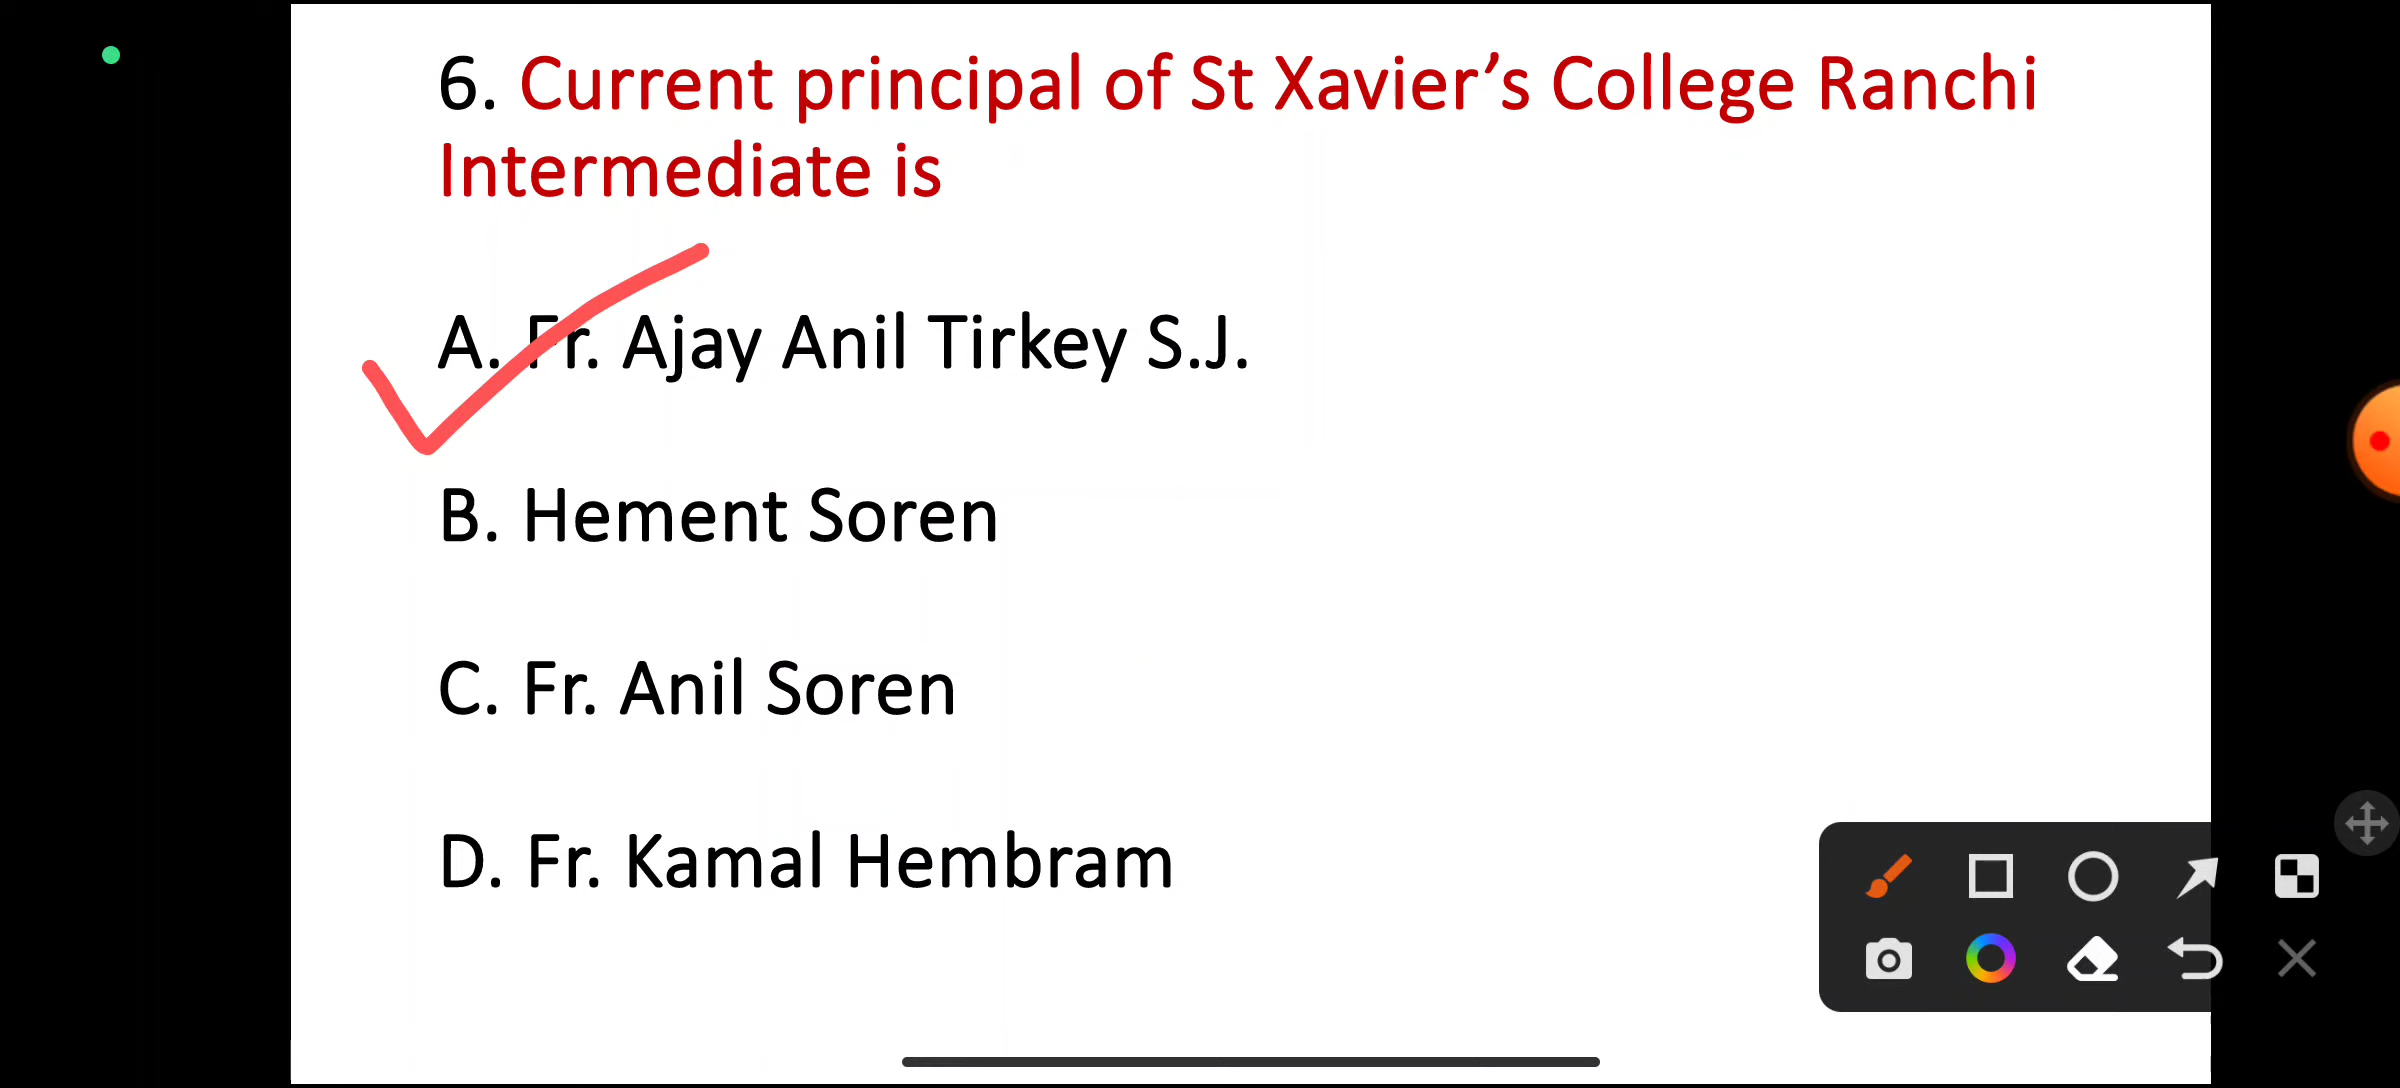 6. Current principal of St Xavier’s College Ranchi
Intermediate is
A. Fr. Ajay Anil Tirkey S.J.
B. Hement Soren
C. Fr. Anil Soren
D. Fr. Kamal Hembram